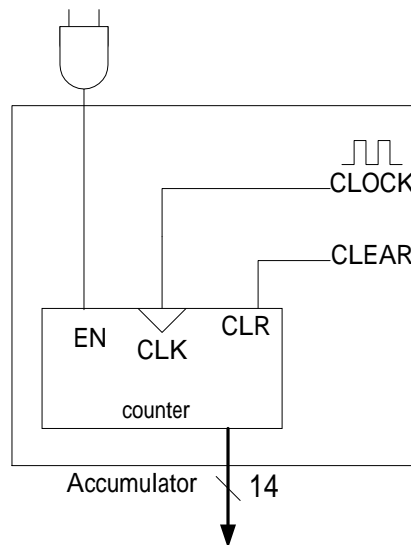 CLOCK
CLEAR
EN
CLK
CLR
counter
Accumulator
14